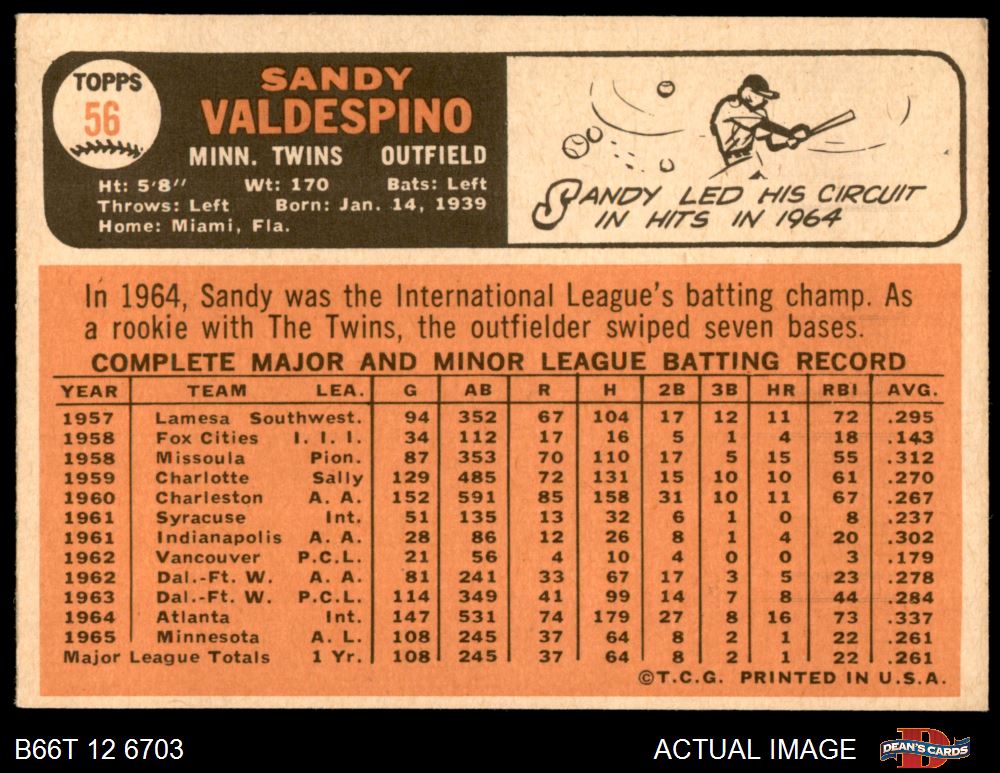 TOPPS
56
SANDY
VALDESPINO
MINN. TWINS OUTFIELD
Ht: 5'8" Wt: 170 Bats: Left
Throws: Left Born: Jan. 14, 1939
Home: Miami, Fla.
SANDY LED HIS CIRCUIT
IN HITS IN 1964
In 1964, Sandy was the International League's batting champ. As
a rookie with The Twins, the outfielder swiped seven bases.
COMPLETE MAJOR AND MINOR LEAGUE BATTING RECORD
YEAR TEAM LEA. G AB R H 2B 3B HR RBI AVG.
1957 Lamesa Southwest. 94 352 67 104 17 12 11 72 .295
1958 Fox Cities I. I. I. 34 112 17 16 5 1 4 18 .143
1958 Missoula Pion. 87 353 70 110 17 5 15 55 .312
1959 Charlotte Sally 129 485 72 131 15 10 10 61 .270
1960 Charleston A. A. 152 591 85 158 31 10 11 67 .267
1961 Syracuse Int. 51 135 13 32 6 1 0 8 .237
1961 Indianapolis A. A. 28 86 12 26 8 1 4 20 .302
1962 Vancouver P.C.L. 21 56 4 10 4 0 0 3 .179
1962 Dal.-Ft. W. A. A. 81 241 33 67 17 3 5 23 .278
1963 Dal.-Ft. W. P.C.L. 114 349 41 99 14 7 8 44 .284
1964 Atlanta Int. 147 531 74 179 27 8 16 73 .337
1965 Minnesota A. L. 108 245 37 64 8 2 1 22 .261
Major League Totals 1 Yr. 108 245 37 64 8 2 1 22 .261
©T.C.G. PRINTED IN U.S.A.
B66T 12 6703 ACTUAL IMAGE DEAN'S CARDS